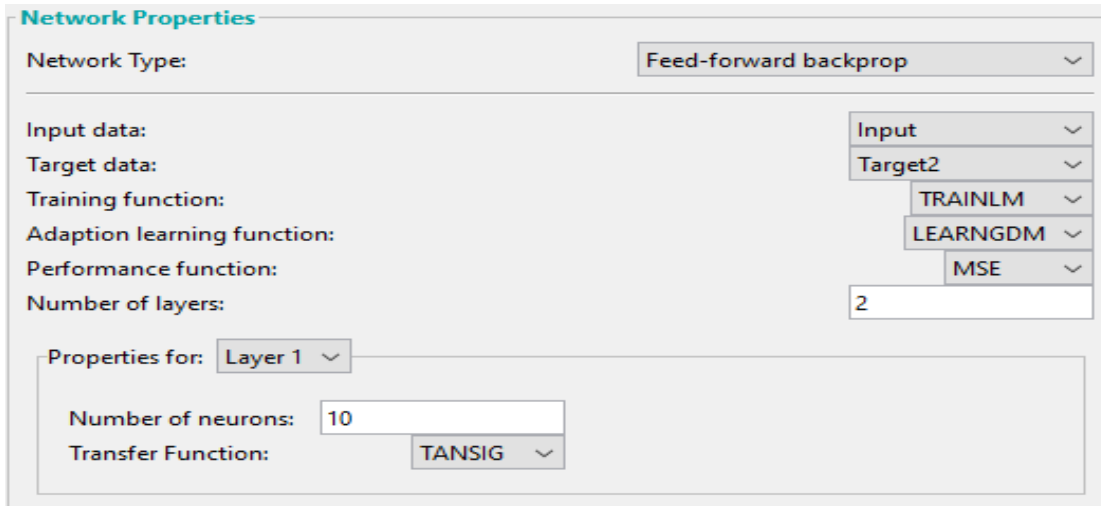 Network Properties
Network Type: Feed-forward backprop
Input data: Input
Target data: Target2
Training function: TRAINLM
Adaption learning function: LEARNGDM
Performance function: MSE
Number of layers: 2
Properties for: Layer 1
Number of neurons: 10
Transfer Function: TANSIG